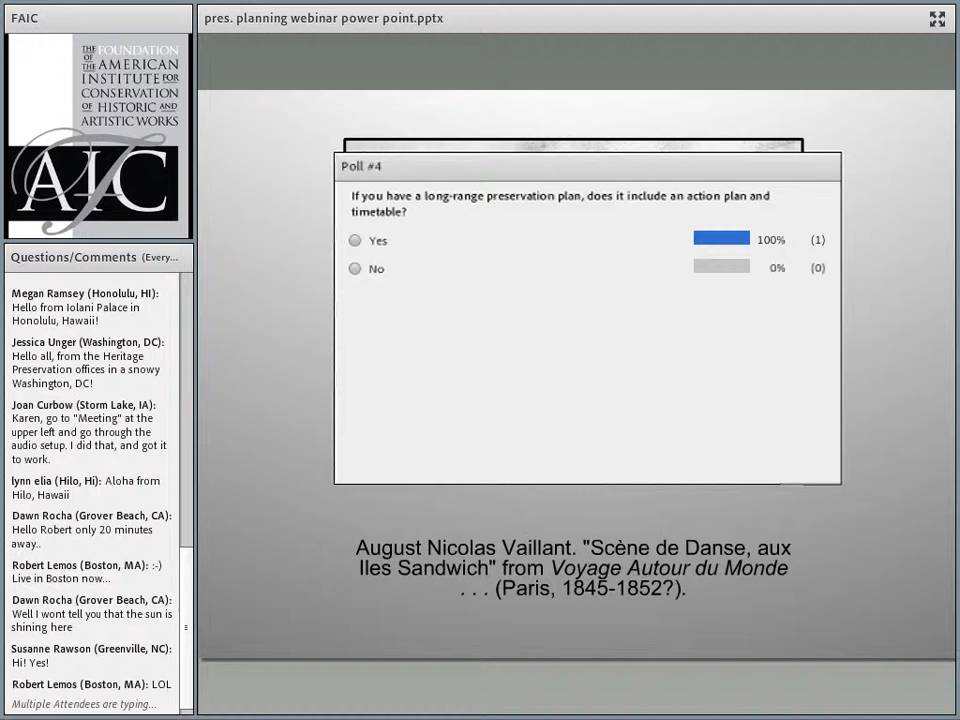 FAIC
pres. planning webinar power point.pptx
THE FOUNDATION
OF THE AMERICAN
INSTITUTE FOR
CONSERVATION
OF HISTORIC AND
ARTISTIC WORKS
AIC
Questions/Comments (Every...
Megan Ramsey (Honolulu, HI):
Hello from Iolani Palace in
Honolulu, Hawaii!
Jessica Unger (Washington, DC):
Hello all, from the Heritage
Preservation offices in a snowy
Washington, DC!
Joan Curbow (Storm Lake, IA):
Karen, go to "Meeting" at the
upper left and go through the
audio setup. I did that, and got it
to work.
lynn elia (Hilo, Hi): Aloha from
Hilo, Hawaii
Dawn Rocha (Grover Beach, CA):
Hello Robert only 20 minutes
away..
Robert Lemos (Boston, MA): :-)
Live in Boston now...
Dawn Rocha (Grover Beach, CA):
Well I wont tell you that the sun is
shining here
Susanne Rawson (Greenville, NC):
Hi! Yes!
Robert Lemos (Boston, MA): LOL
Multiple Attendees are typing...
Poll #4
If you have a long-range preservation plan, does it include an action plan and
timetable?
Yes 100% (1)
No 0% (0)
August Nicolas Vaillant. "Scène de Danse, aux
Iles Sandwich" from Voyage Autour du Monde
. . . (Paris, 1845-1852?).